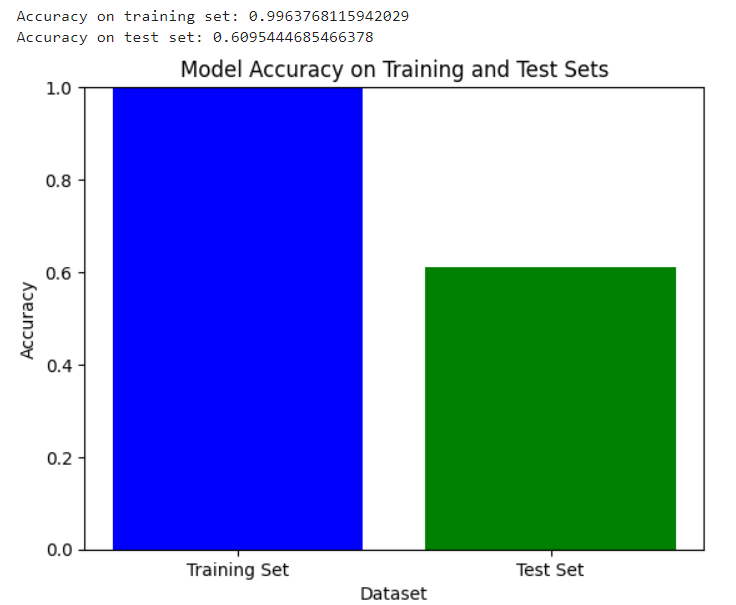 Accuracy on training set: 0.9963768115942029
Accuracy on test set: 0.6095444685466378
Model Accuracy on Training and Test Sets
1.0
0.8
0.6
0.4
0.2
0.0
Accuracy
Training Set
Test Set
Dataset